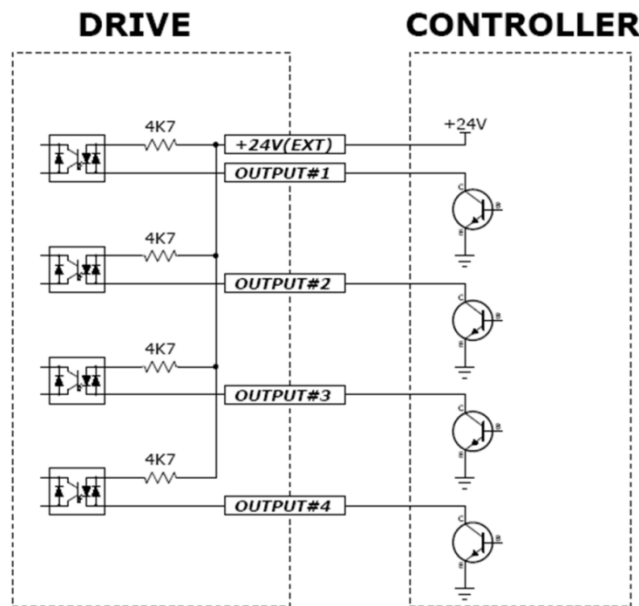 DRIVE CONTROLLER
+24V
4K7 +24V(EXT)
OUTPUT#1
C
B
E
4K7
OUTPUT#2
C
B
E
4K7
OUTPUT#3
C
B
E
4K7
OUTPUT#4
C
B
E